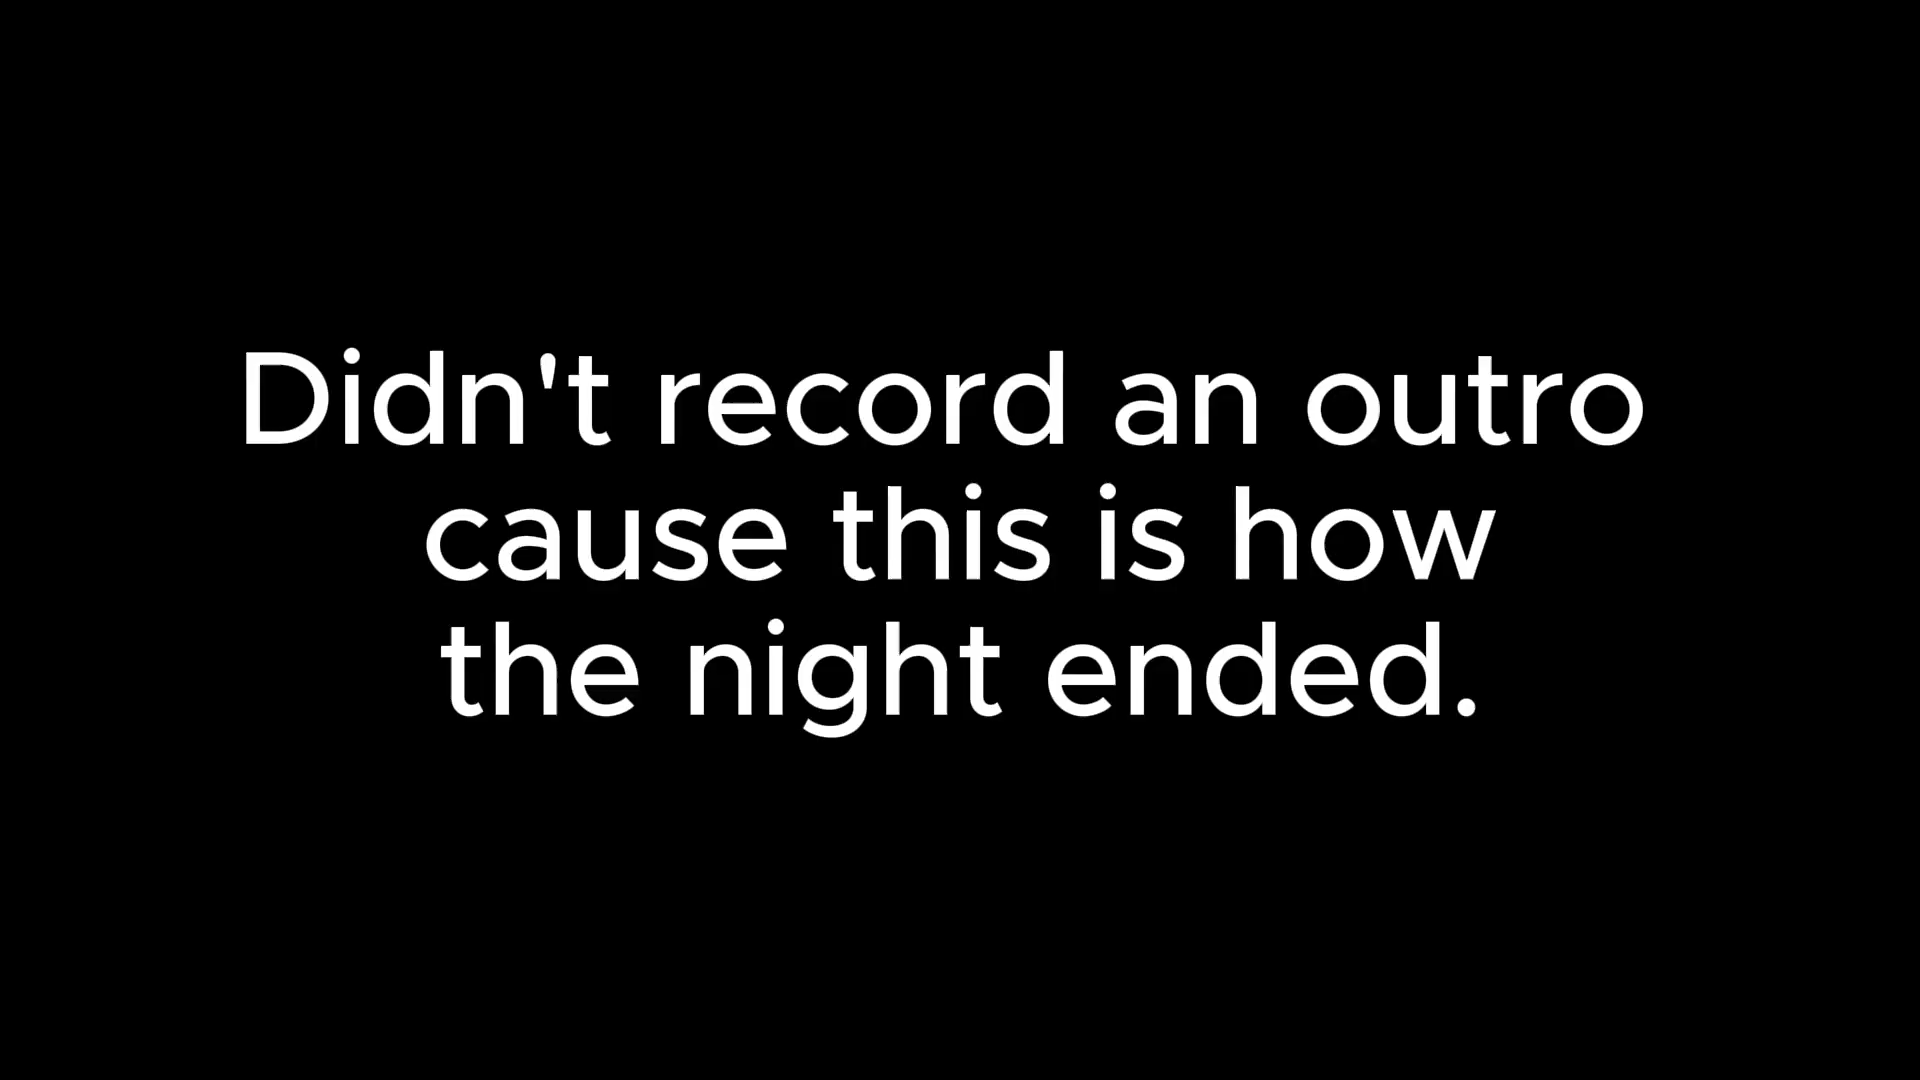 Didn't record an outro
cause this is how
the night ended.